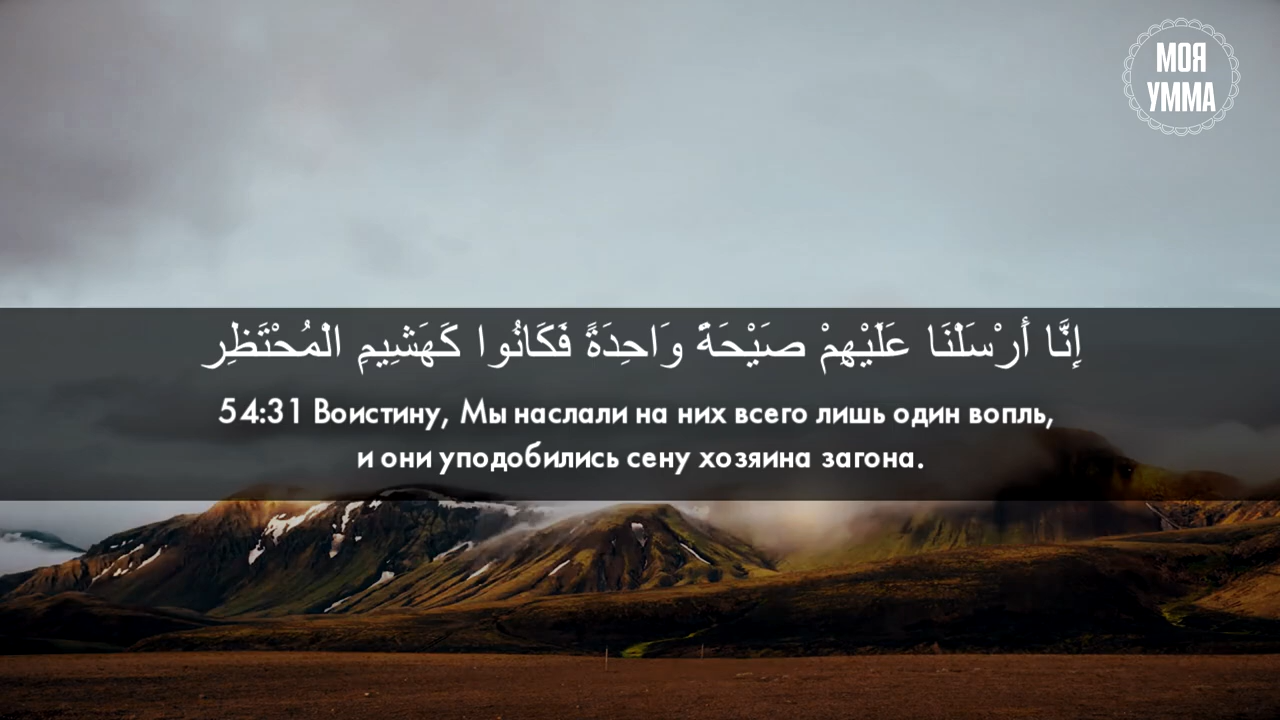 МОЯ
УММА
إِنَّا أَرْسَلْنَا عَلَيْهِمْ صَيْحَةً وَاحِدَةً فَكَانُوا كَهَشِيمِ الْمُحْتَظِرِ
54:31 Воистину, Мы наслали на них всего лишь один вопль,
и они уподобились сену хозяина загона.